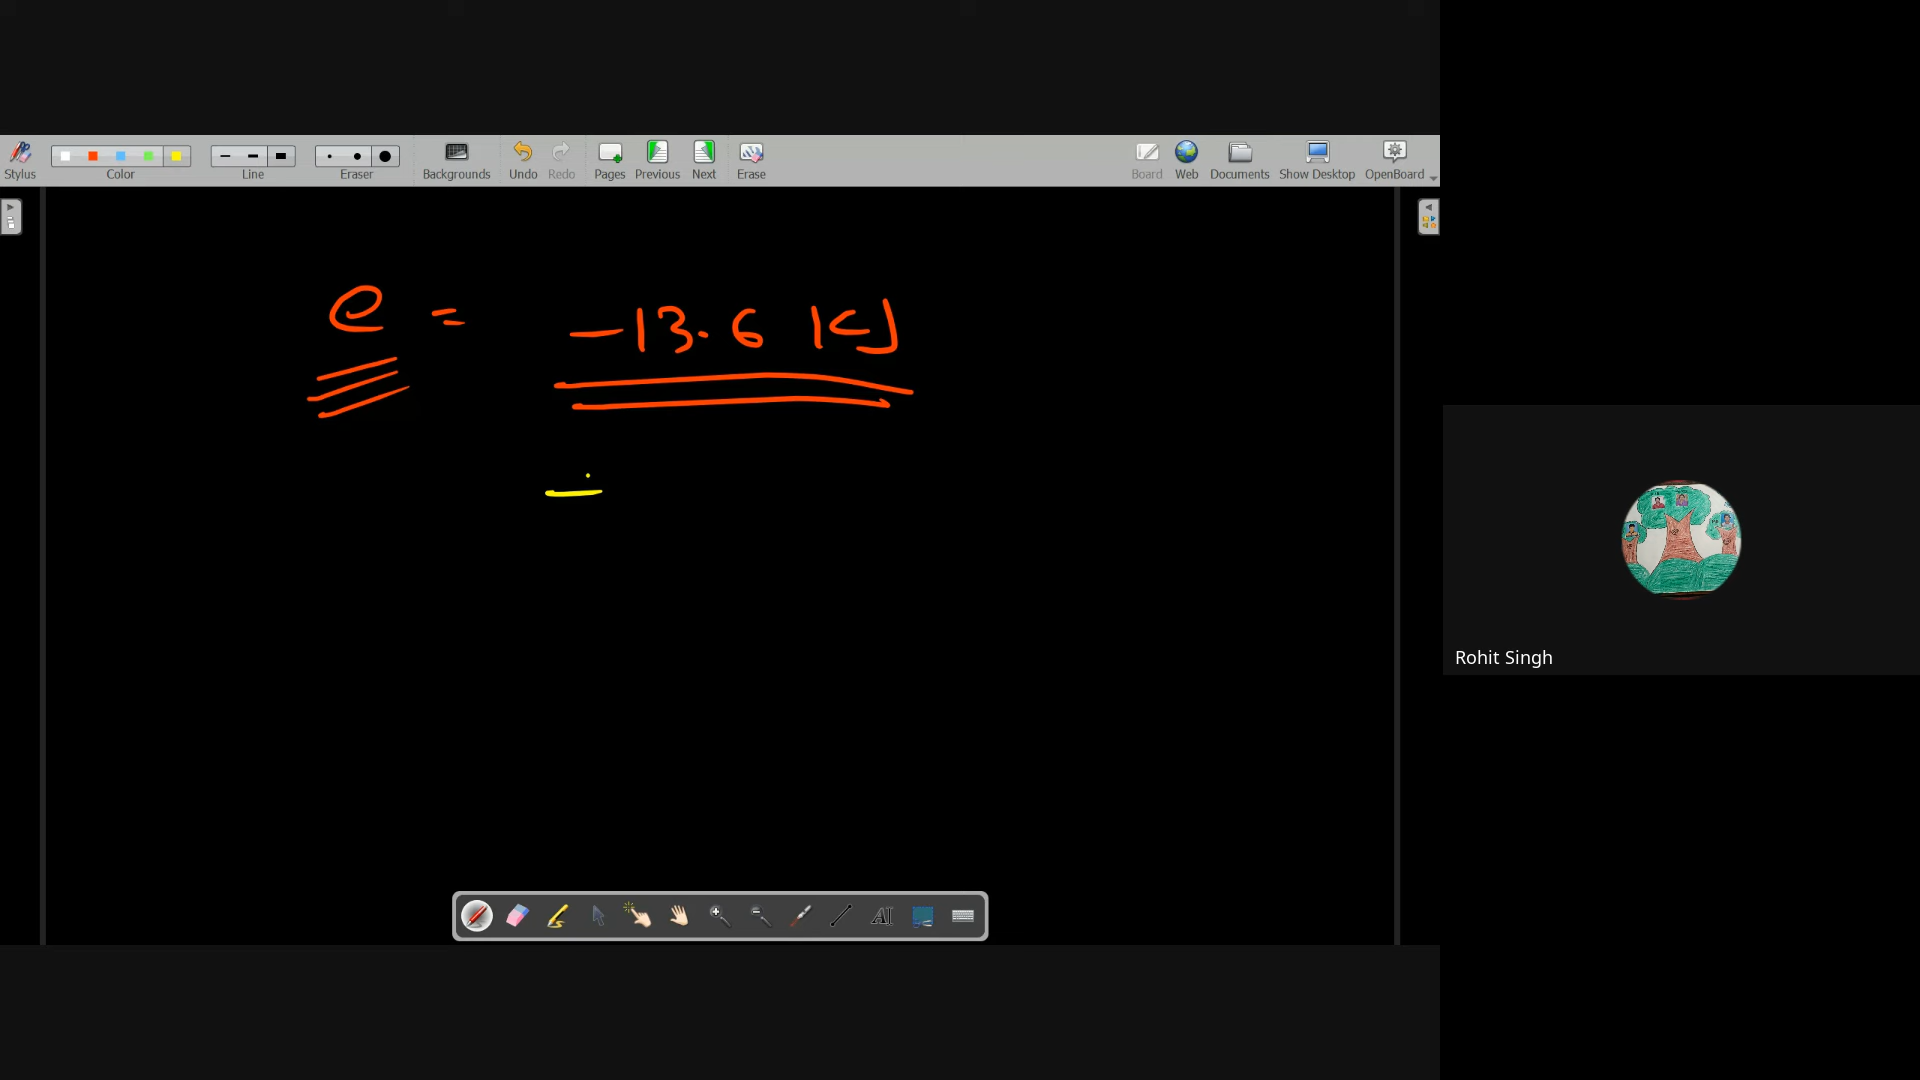 Stylus
Color
Line
Eraser
Backgrounds
Undo
Redo
Pages
Previous
Next
Erase
Board
Web
Documents
Show Desktop
OpenBoard
e = -13.6 KJ
AI
Rohit Singh